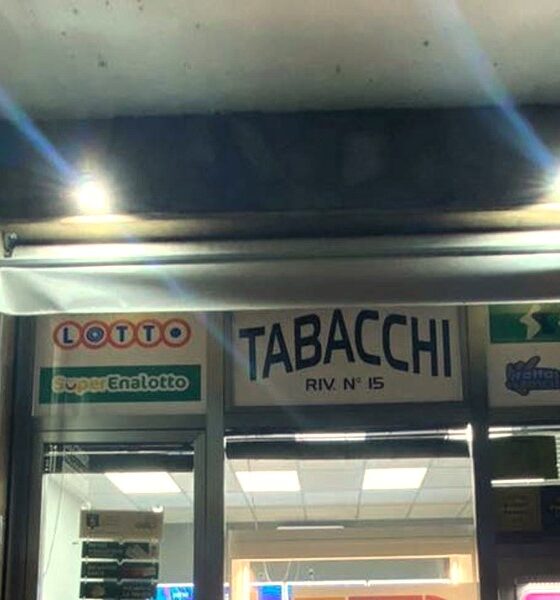 LOTTO
SuperEnalotto
TABACCHI
RIV. N° 15